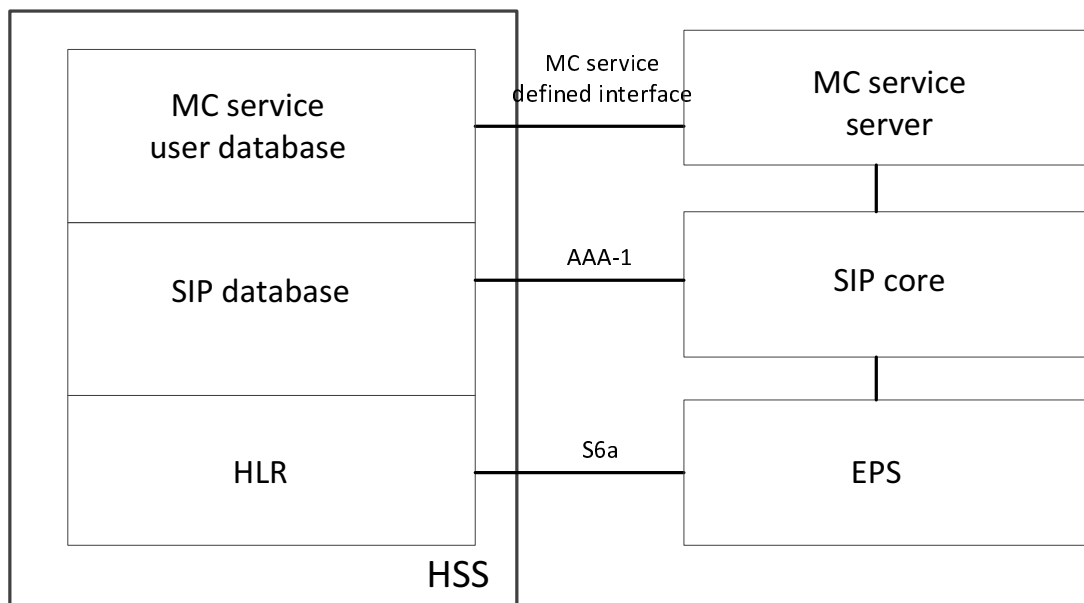 MC service
user database
MC service
defined interface
MC service
server
SIP database
AAA-1
SIP core
HLR
S6a
EPS
HSS